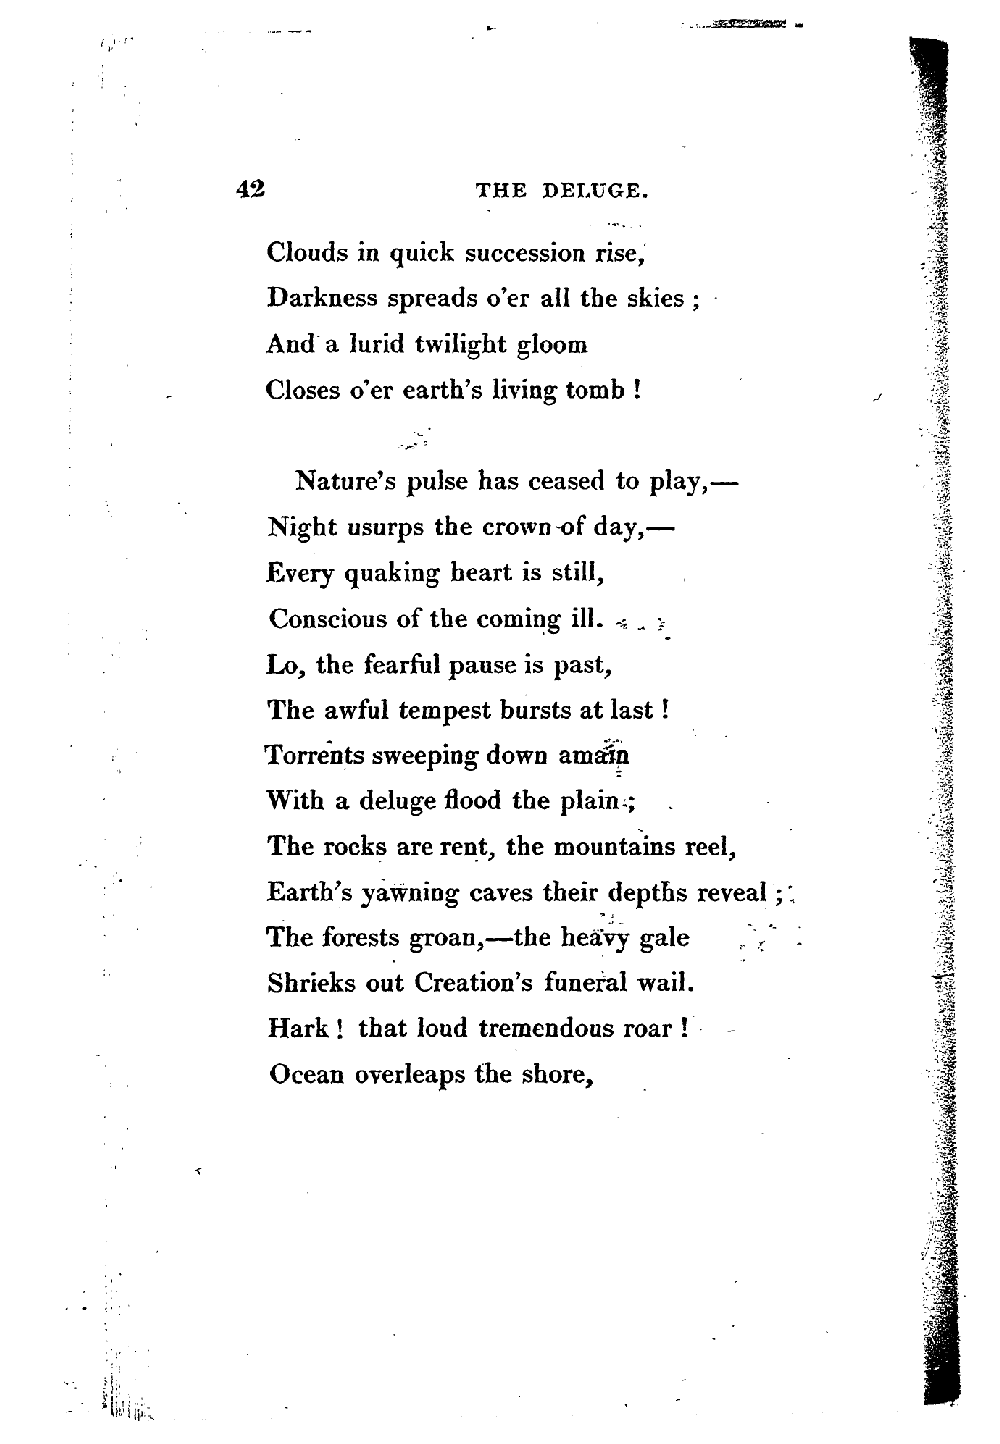 42 THE DELUGE.
Clouds in quick succession rise,
Darkness spreads o'er all the skies ;
And a lurid twilight gloom
Closes o'er earth's living tomb !
Nature's pulse has ceased to play,—
Night usurps the crown of day,—
Every quaking heart is still,
Conscious of the coming ill.
Lo, the fearful pause is past,
The awful tempest bursts at last !
Torrents sweeping down amain
With a deluge flood the plain ;
The rocks are rent, the mountains reel,
Earth's yawning caves their depths reveal ;
The forests groan,—the heavy gale
Shrieks out Creation's funeral wail.
Hark ! that loud tremendous roar !
Ocean overleaps the shore,